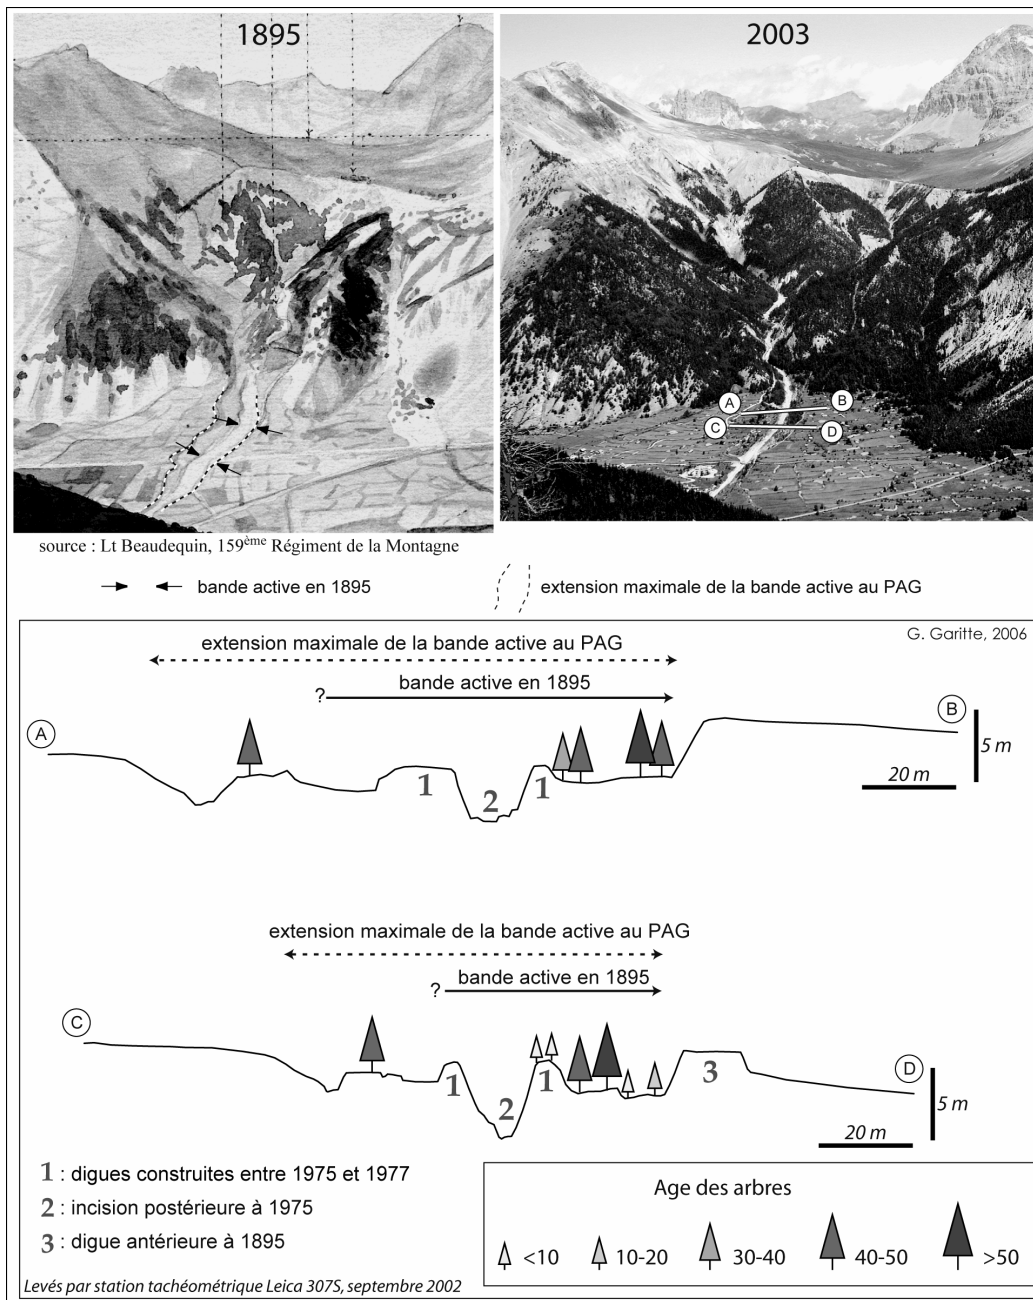 1895
2003
A
B
C
D
source : Lt Beaudequin, 159ème Régiment de la Montagne
bande active en 1895
extension maximale de la bande active au PAG
G. Garitte, 2006
extension maximale de la bande active au PAG
? bande active en 1895
A
B
5 m
20 m
1
2
1
extension maximale de la bande active au PAG
? bande active en 1895
C
D
5 m
20 m
1
2
1
3
1 : digues construites entre 1975 et 1977
2 : incision postérieure à 1975
3 : digue antérieure à 1895
Age des arbres
<10 10-20 30-40 40-50 >50
Levés par station tachéométrique Leica 307S, septembre 2002